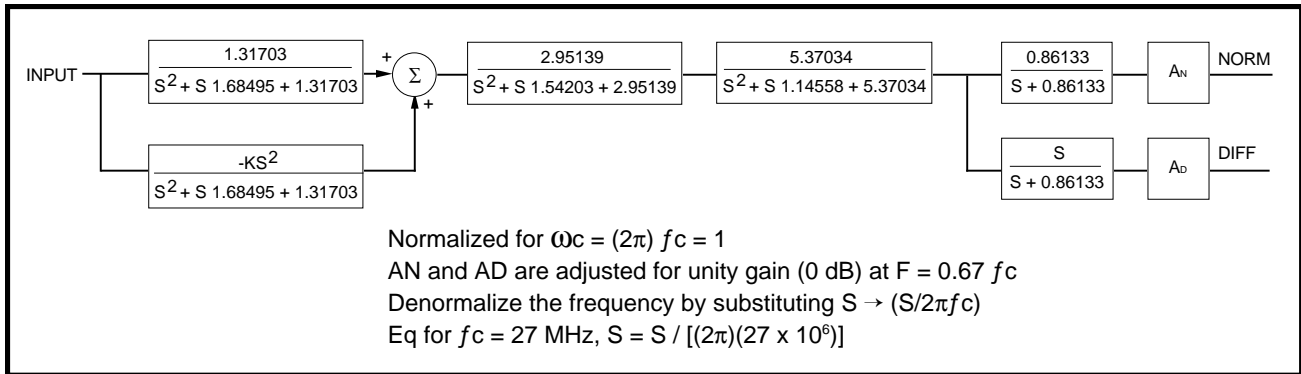 INPUT
1.31703
S² + S 1.68495 + 1.31703
+
Σ
+
2.95139
S² + S 1.54203 + 2.95139
5.37034
S² + S 1.14558 + 5.37034
0.86133
S + 0.86133
AN
NORM
-KS²
S² + S 1.68495 + 1.31703
S
S + 0.86133
AD
DIFF
Normalized for ωc = (2π) ƒc = 1
AN and AD are adjusted for unity gain (0 dB) at F = 0.67 ƒc
Denormalize the frequency by substituting S → (S/2πƒc)
Eq for ƒc = 27 MHz, S = S / [(2π)(27 x 10⁶)]